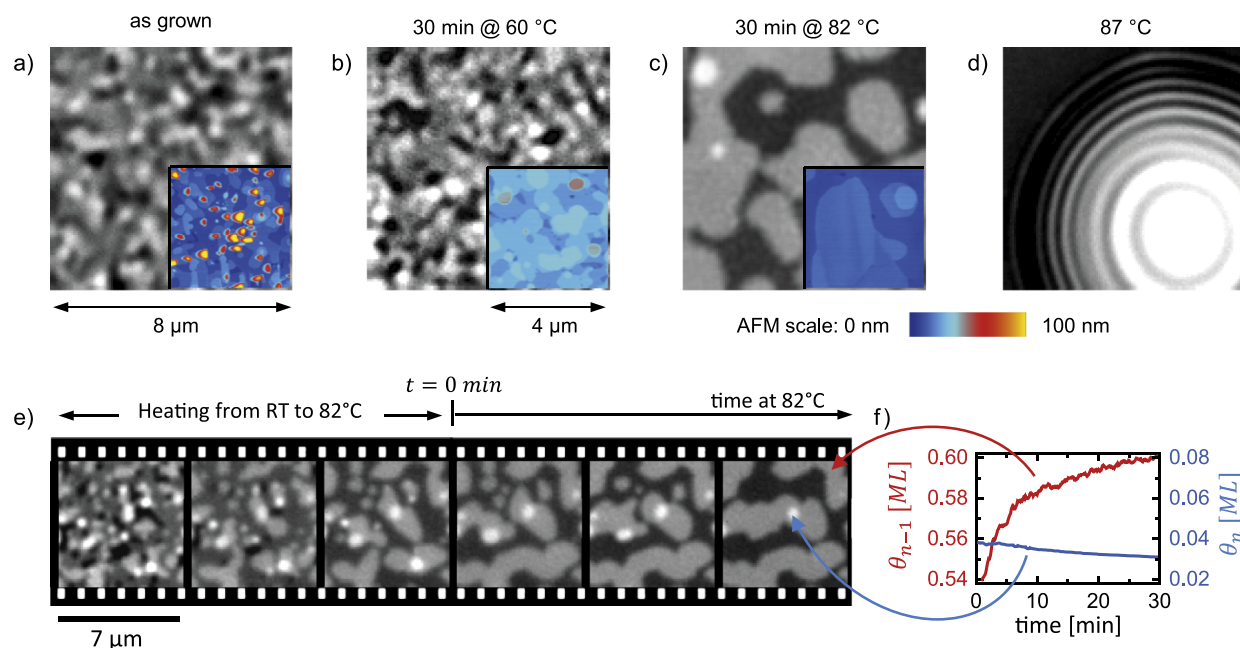 as grown
30 min @ 60 °C
30 min @ 82 °C
87 °C
a)
b)
c)
d)
8 µm
4 µm
AFM scale: 0 nm
100 nm
t = 0 min
e)
Heating from RT to 82°C
time at 82°C
f)
θn−1 [ML]
0.60
0.58
0.56
0.54
0.08
0.06
0.04
0.02
θn [ML]
0
10
20
30
time [min]
7 µm